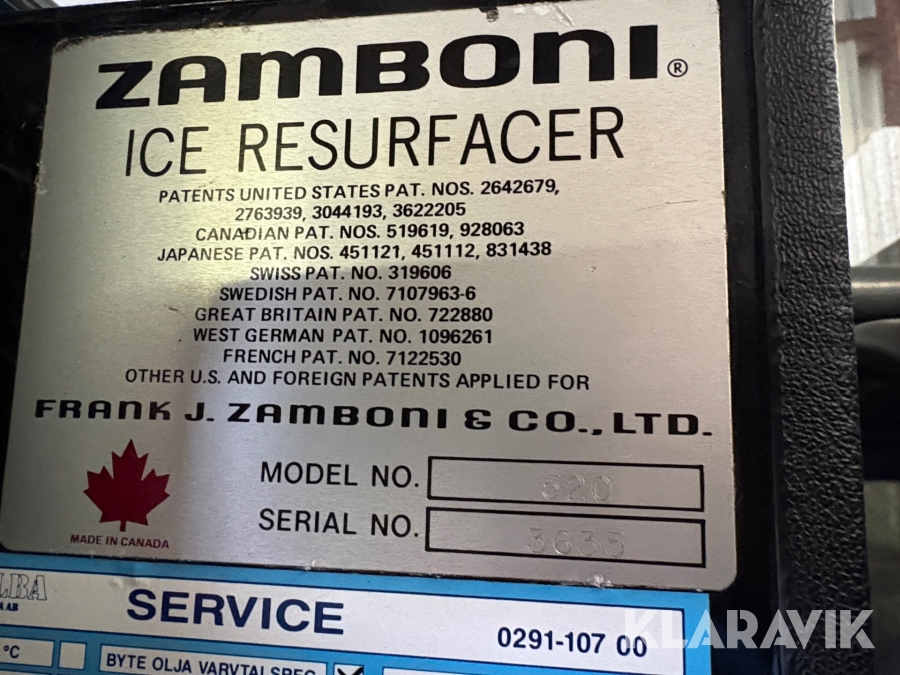 ZAMBONI®
ICE RESURFACER
PATENTS UNITED STATES PAT. NOS. 2642679,
2763939, 3044193, 3622205
CANADIAN PAT. NOS. 519619, 928063
JAPANESE PAT. NOS. 451121, 451112, 831438
SWISS PAT. NO. 319606
SWEDISH PAT. NO. 7107963-6
GREAT BRITAIN PAT. NO. 722880
WEST GERMAN PAT. NO. 1096261
FRENCH PAT. NO. 7122530
OTHER U.S. AND FOREIGN PATENTS APPLIED FOR
FRANK J. ZAMBONI & CO., LTD.
MODEL NO. 520
SERIAL NO. 3635
MADE IN CANADA
AB
SERVICE
0291-107 00
°C
BYTE OLJA
KLARAVIK